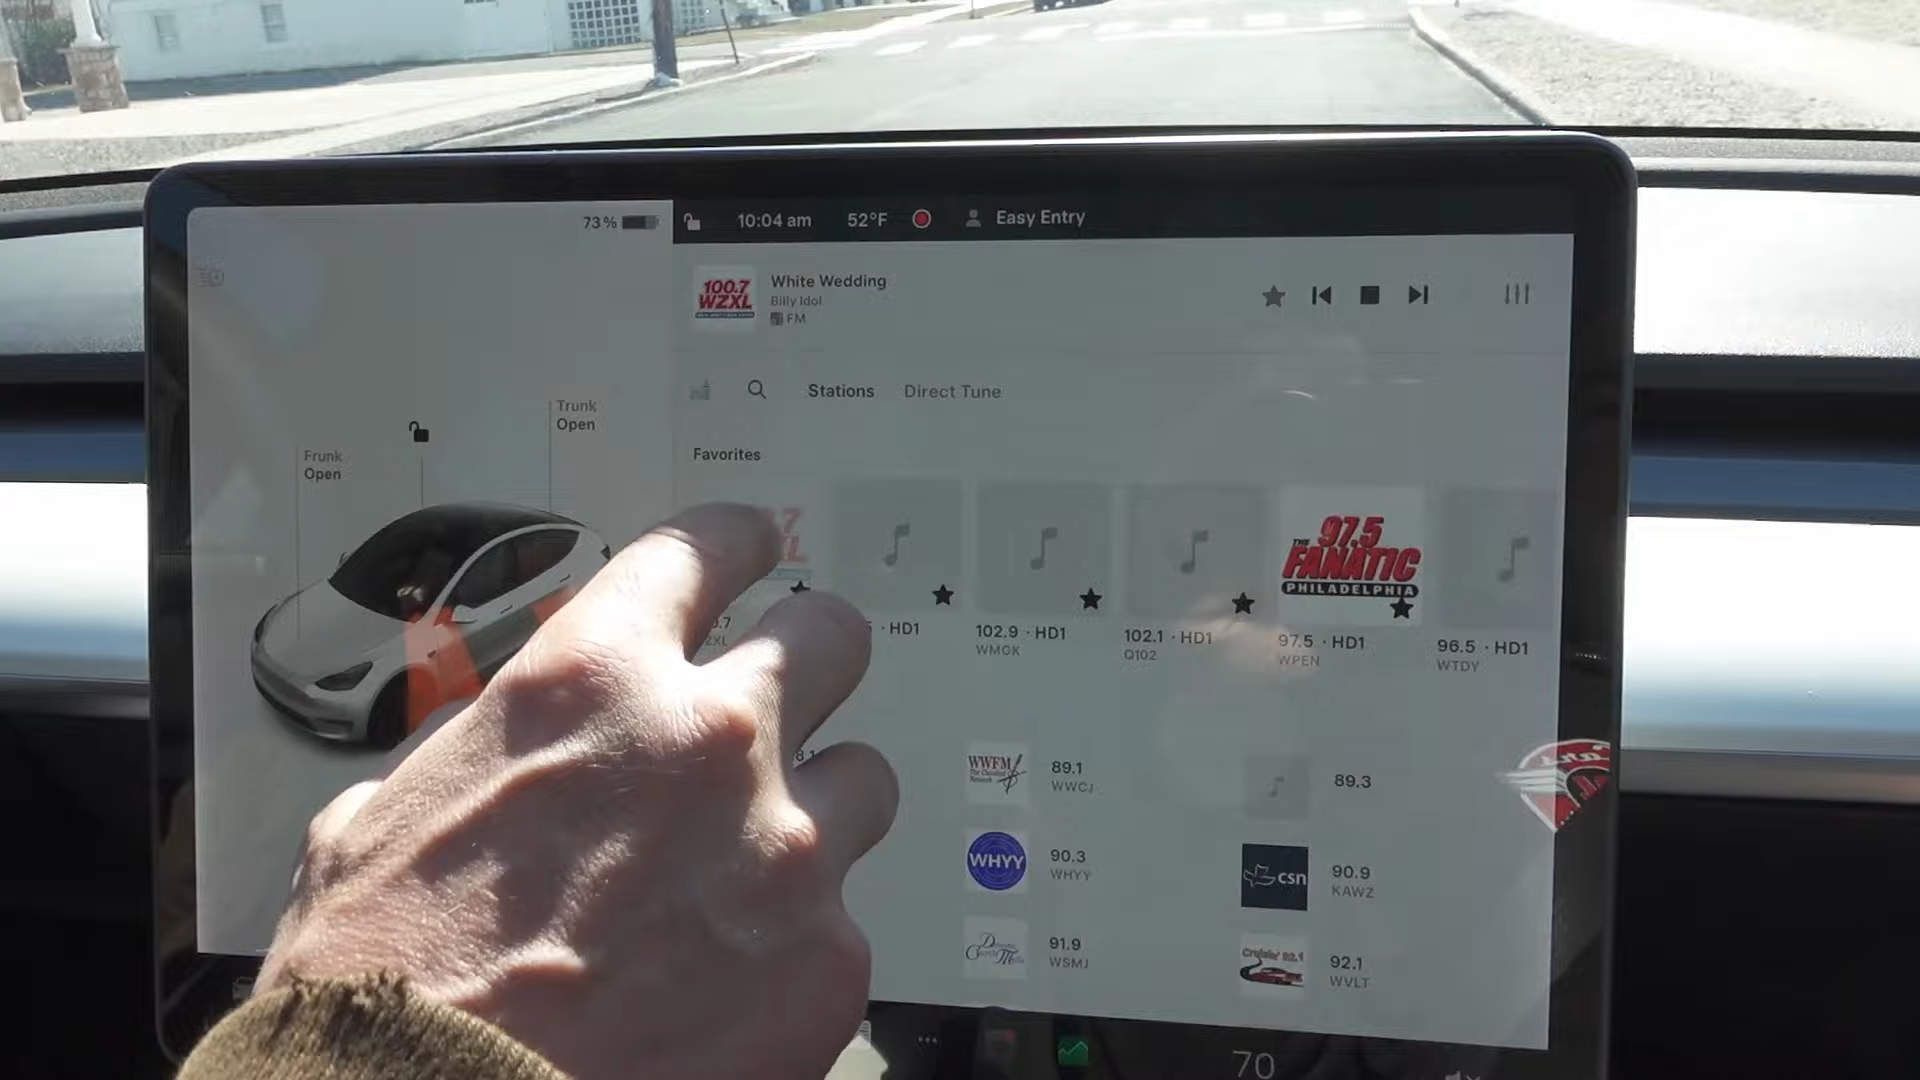 73%
10:04 am
52°F
Easy Entry
100.7
WZXL
White Wedding
Billy Idol
FM
Stations
Direct Tune
Trunk
Open
Frunk
Open
Favorites
97.5
THE
FANATIC
PHILADELPHIA
HD1
102.9 · HD1
WMGK
102.1 · HD1
Q102
97.5 · HD1
WPEN
96.5 · HD1
WTDY
WWFM
89.1
WWCJ
89.3
WHYY
90.3
WHYY
csn
90.9
KAWZ
91.9
WSMJ
Cruisin' 92.1
92.1
WVLT
70